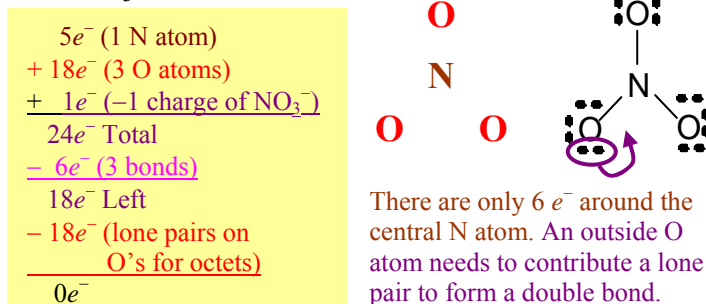 5e⁻ (1 N atom)
+ 18e⁻ (3 O atoms)
+ 1e⁻ (–1 charge of NO₃⁻)
24e⁻ Total
– 6e⁻ (3 bonds)
18e⁻ Left
– 18e⁻ (lone pairs on
O's for octets)
0e⁻
O
N
O O
O
N
O O
There are only 6 e⁻ around the
central N atom. An outside O
atom needs to contribute a lone
pair to form a double bond.